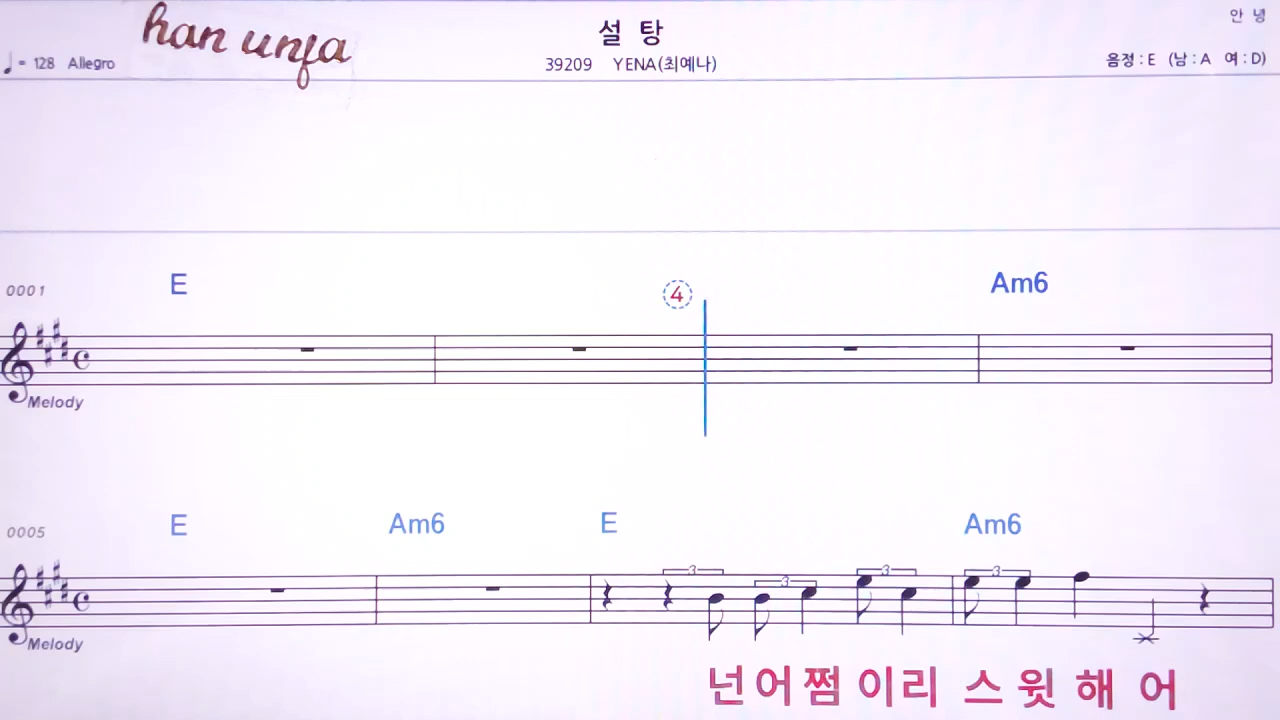 han unfa
설 탕
안 녕
♩ = 128 Allegro
39209 YENA(최예나)
음정 : E (남 : A 여 : D)
0001
E
4
Am6
Melody
0005
E Am6 E Am6
3 3 3 3
Melody
넌 어 쩜 이 리 스 윗 해 어